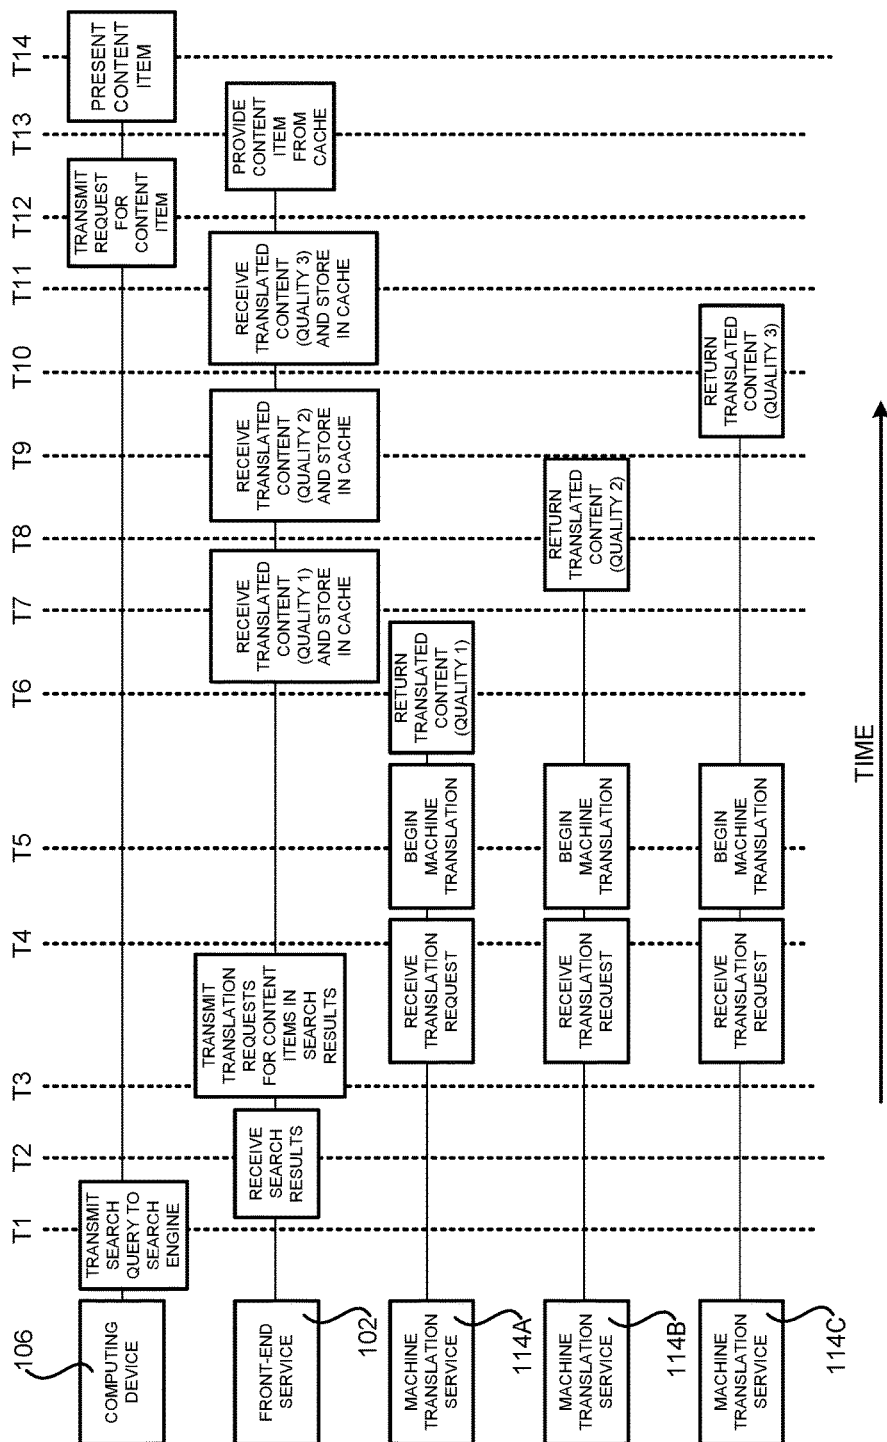 T1
T2
T3
T4
T5
T6
T7
T8
T9
T10
T11
T12
T13
T14
106
COMPUTING
DEVICE
TRANSMIT
SEARCH
QUERY TO
SEARCH
ENGINE
TRANSMIT
REQUEST
FOR
CONTENT
ITEM
PRESENT
CONTENT
ITEM
FRONT-END
SERVICE
102
RECEIVE
SEARCH
RESULTS
TRANSMIT
TRANSLATION
REQUESTS
FOR CONTENT
ITEMS IN
SEARCH
RESULTS
RECEIVE
TRANSLATED
CONTENT
(QUALITY 1)
AND STORE
IN CACHE
RECEIVE
TRANSLATED
CONTENT
(QUALITY 2)
AND STORE
IN CACHE
RECEIVE
TRANSLATED
CONTENT
(QUALITY 3)
AND STORE
IN CACHE
PROVIDE
CONTENT
ITEM
FROM
CACHE
MACHINE
TRANSLATION
SERVICE
114A
RECEIVE
TRANSLATION
REQUEST
BEGIN
MACHINE
TRANSLATION
RETURN
TRANSLATED
CONTENT
(QUALITY 1)
MACHINE
TRANSLATION
SERVICE
114B
RECEIVE
TRANSLATION
REQUEST
BEGIN
MACHINE
TRANSLATION
RETURN
TRANSLATED
CONTENT
(QUALITY 2)
MACHINE
TRANSLATION
SERVICE
114C
RECEIVE
TRANSLATION
REQUEST
BEGIN
MACHINE
TRANSLATION
RETURN
TRANSLATED
CONTENT
(QUALITY 3)
TIME